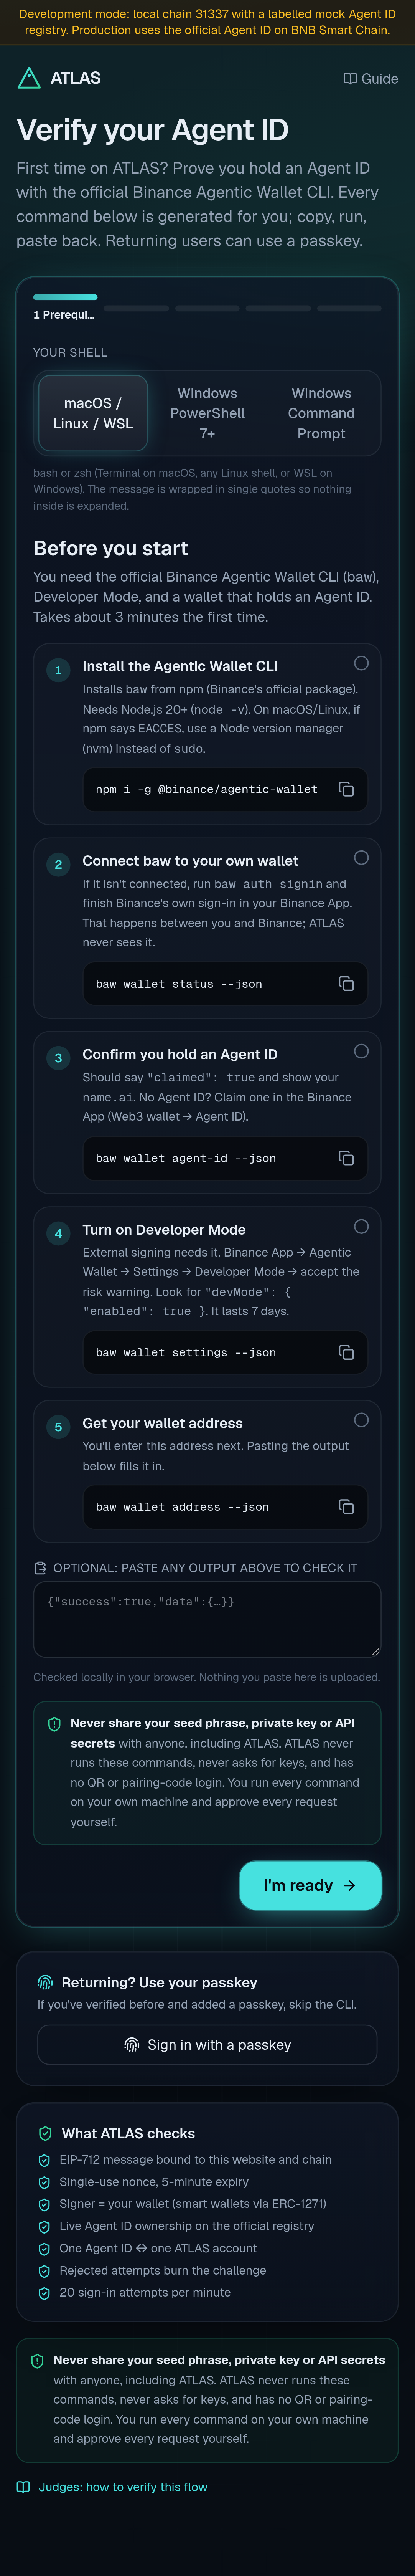 Development mode: local chain 31337 with a labelled mock Agent ID
registry. Production uses the official Agent ID on BNB Smart Chain.
ATLAS
Guide
Verify your Agent ID
First time on ATLAS? Prove you hold an Agent ID
with the official Binance Agentic Wallet CLI. Every
command below is generated for you; copy, run,
paste back. Returning users can use a passkey.
1 Prerequi...
YOUR SHELL
macOS /
Linux / WSL
Windows
PowerShell
7+
Windows
Command
Prompt
bash or zsh (Terminal on macOS, any Linux shell, or WSL on
Windows). The message is wrapped in single quotes so nothing
inside is expanded.
Before you start
You need the official Binance Agentic Wallet CLI (baw),
Developer Mode, and a wallet that holds an Agent ID.
Takes about 3 minutes the first time.
1
Install the Agentic Wallet CLI
Installs baw from npm (Binance's official package).
Needs Node.js 20+ (node -v). On macOS/Linux, if
npm says EACCES, use a Node version manager
(nvm) instead of sudo.
npm i -g @binance/agentic-wallet
2
Connect baw to your own wallet
If it isn't connected, run baw auth signin and
finish Binance's own sign-in in your Binance App.
That happens between you and Binance; ATLAS
never sees it.
baw wallet status --json
3
Confirm you hold an Agent ID
Should say "claimed": true and show your
name.ai. No Agent ID? Claim one in the Binance
App (Web3 wallet → Agent ID).
baw wallet agent-id --json
4
Turn on Developer Mode
External signing needs it. Binance App → Agentic
Wallet → Settings → Developer Mode → accept the
risk warning. Look for "devMode": {
"enabled": true }. It lasts 7 days.
baw wallet settings --json
5
Get your wallet address
You'll enter this address next. Pasting the output
below fills it in.
baw wallet address --json
OPTIONAL: PASTE ANY OUTPUT ABOVE TO CHECK IT
{"success":true,"data":{…}}
Checked locally in your browser. Nothing you paste here is uploaded.
Never share your seed phrase, private key or API
secrets with anyone, including ATLAS. ATLAS never
runs these commands, never asks for keys, and has
no QR or pairing-code login. You run every command
on your own machine and approve every request
yourself.
I'm ready →
Returning? Use your passkey
If you've verified before and added a passkey, skip the CLI.
Sign in with a passkey
What ATLAS checks
EIP-712 message bound to this website and chain
Single-use nonce, 5-minute expiry
Signer = your wallet (smart wallets via ERC-1271)
Live Agent ID ownership on the official registry
One Agent ID ↔ one ATLAS account
Rejected attempts burn the challenge
20 sign-in attempts per minute
Never share your seed phrase, private key or API secrets
with anyone, including ATLAS. ATLAS never runs these
commands, never asks for keys, and has no QR or pairing-
code login. You run every command on your own machine
and approve every request yourself.
Judges: how to verify this flow